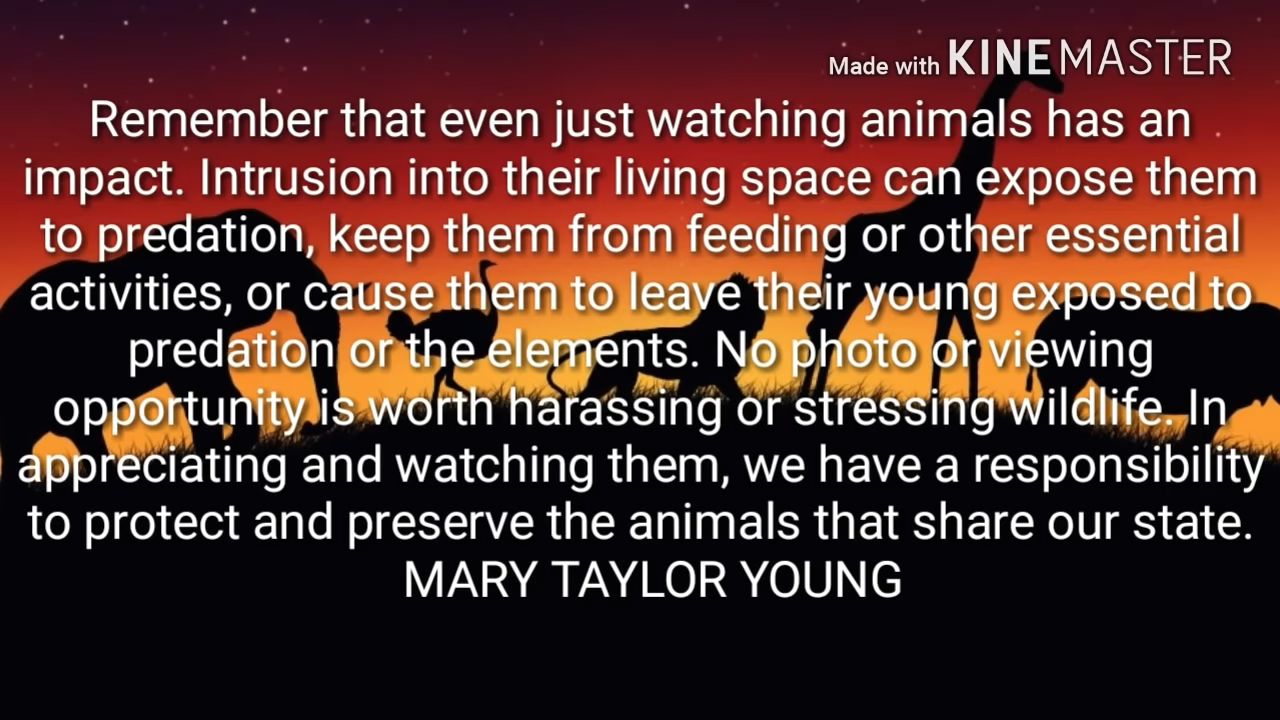 Made with KINEMASTER
Remember that even just watching animals has an
impact. Intrusion into their living space can expose them
to predation, keep them from feeding or other essential
activities, or cause them to leave their young exposed to
predation or the elements. No photo or viewing
opportunity is worth harassing or stressing wildlife. In
appreciating and watching them, we have a responsibility
to protect and preserve the animals that share our state.
MARY TAYLOR YOUNG